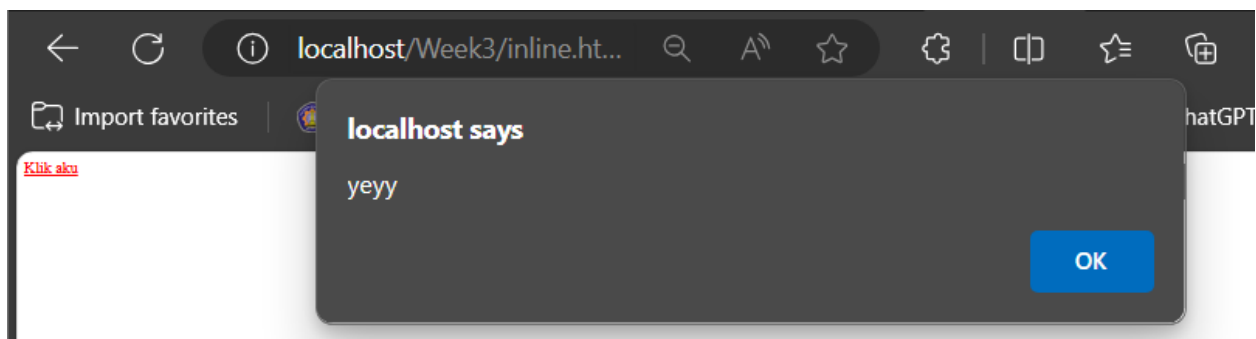 localhost/Week3/inline.ht...
Import favorites
hatGPT
localhost says
yeyy
OK
Klik aku